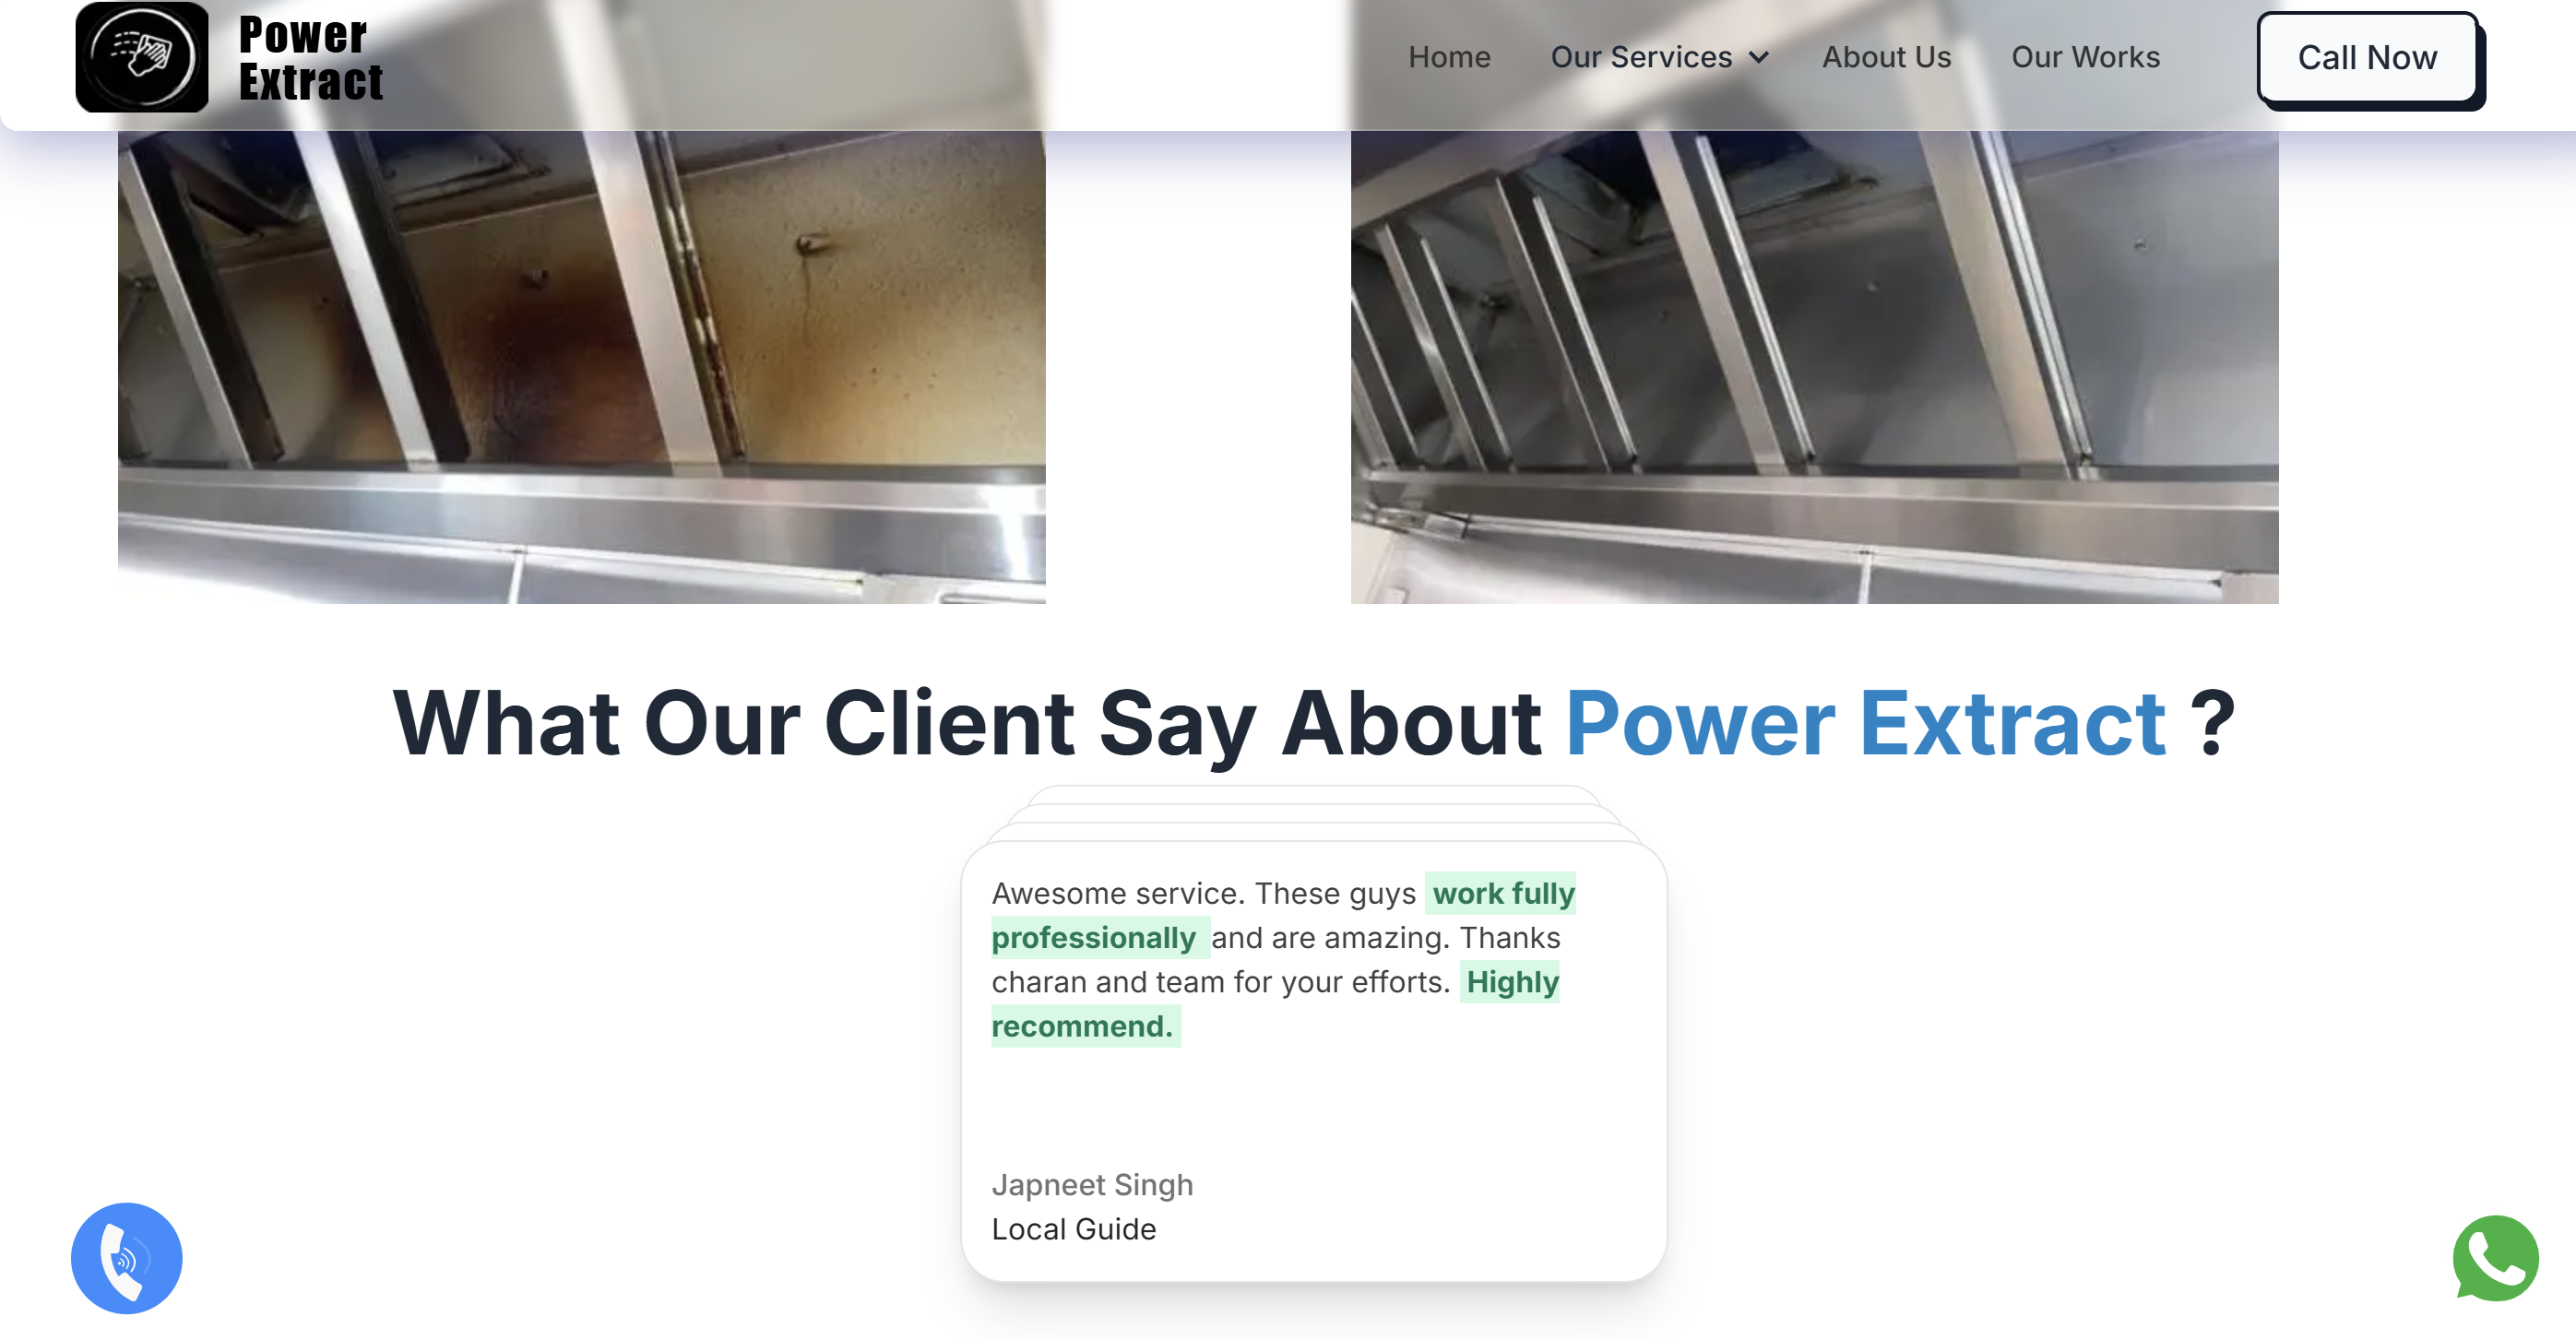 Power
Extract
Home
Our Services
About Us
Our Works
Call Now
What Our Client Say About Power Extract ?
Awesome service. These guys work fully
professionally and are amazing. Thanks
charan and team for your efforts. Highly
recommend.
Japneet Singh
Local Guide